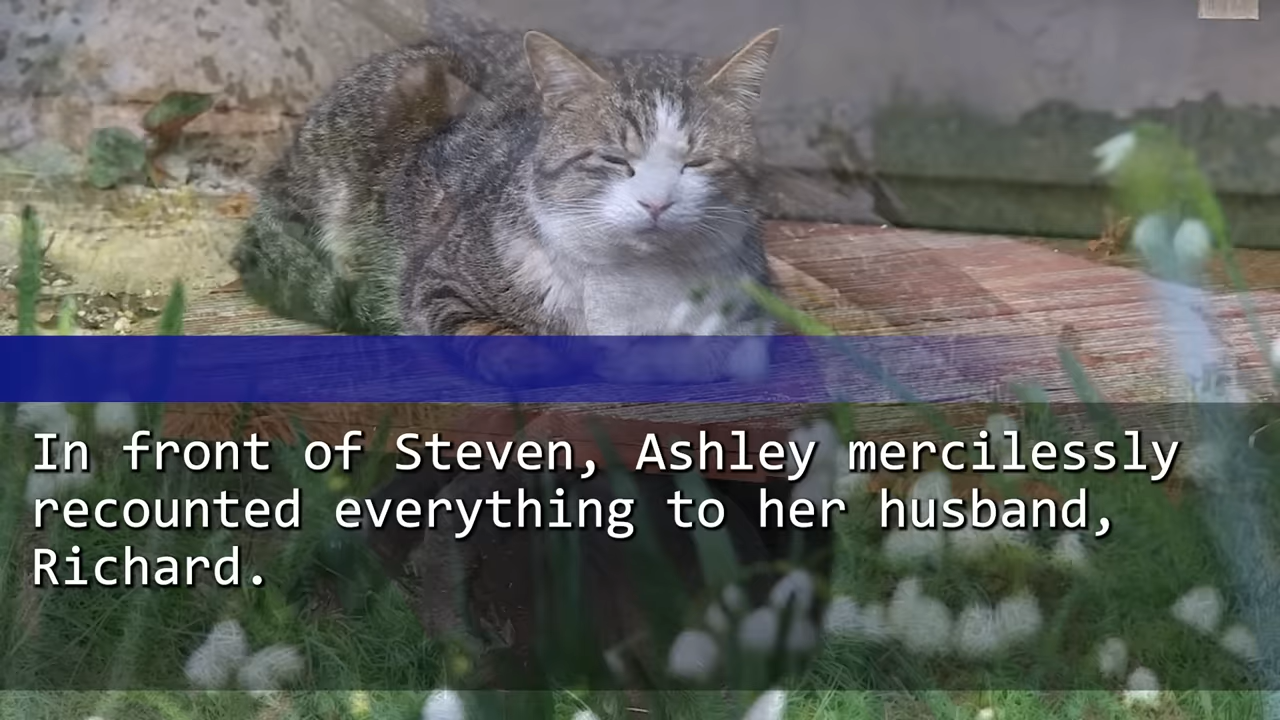 In front of Steven, Ashley mercilessly
recounted everything to her husband,
Richard.